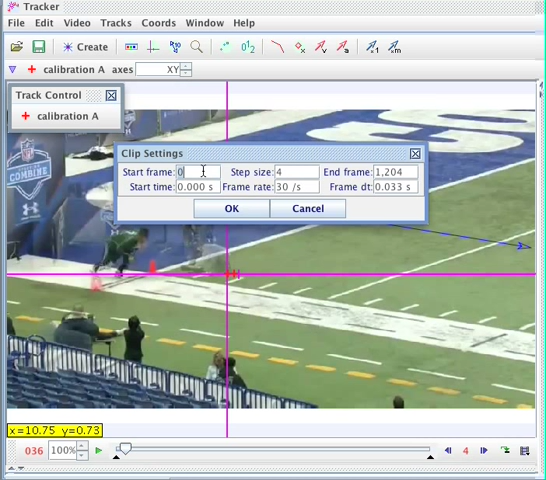 Tracker
File Edit Video Tracks Coords Window Help
Create
calibration A axes XY
Track Control
calibration A
Clip Settings
Start frame: 0 Step size: 4 End frame: 1,204
Start time: 0.000 s Frame rate: 30 /s Frame dt: 0.033 s
OK Cancel
COMBINE
x=10.75 y=0.73
036 100% 4